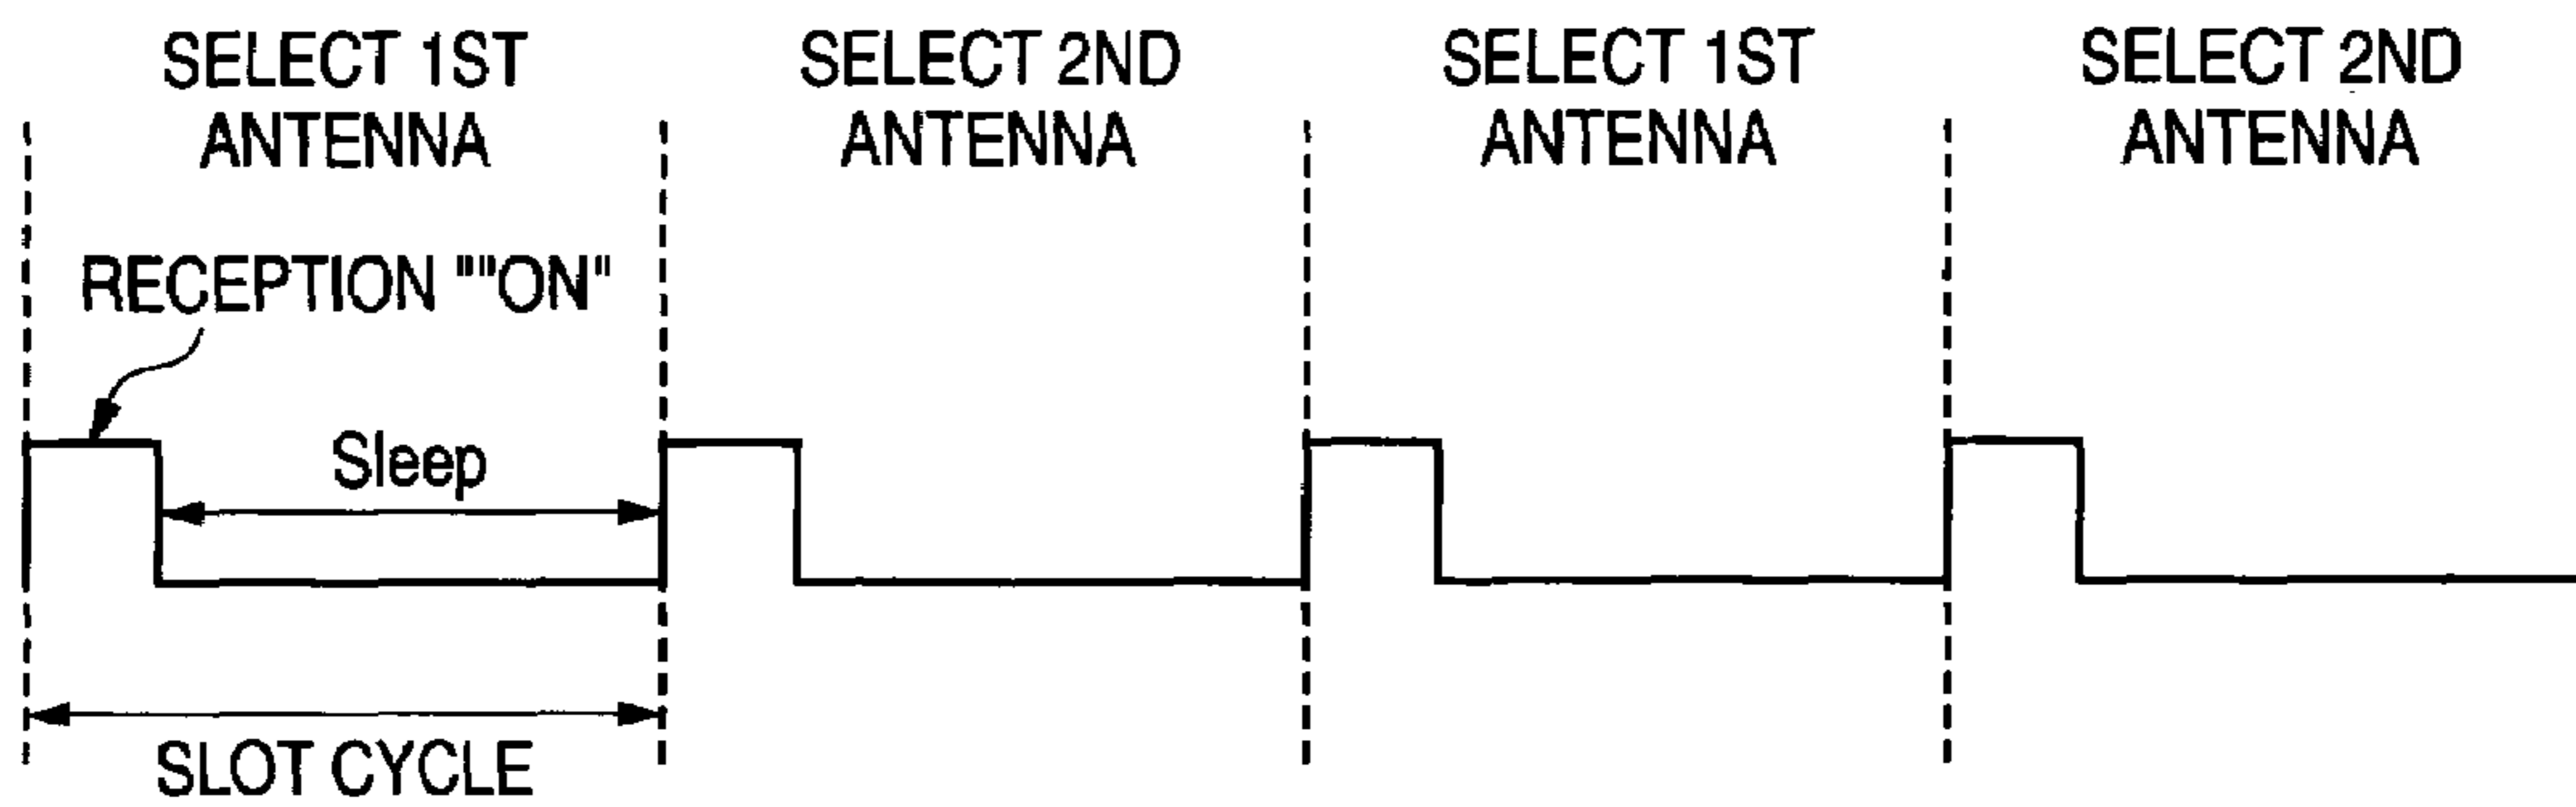 SELECT 1ST
ANTENNA
SELECT 2ND
ANTENNA
SELECT 1ST
ANTENNA
SELECT 2ND
ANTENNA
RECEPTION ""ON"
Sleep
SLOT CYCLE